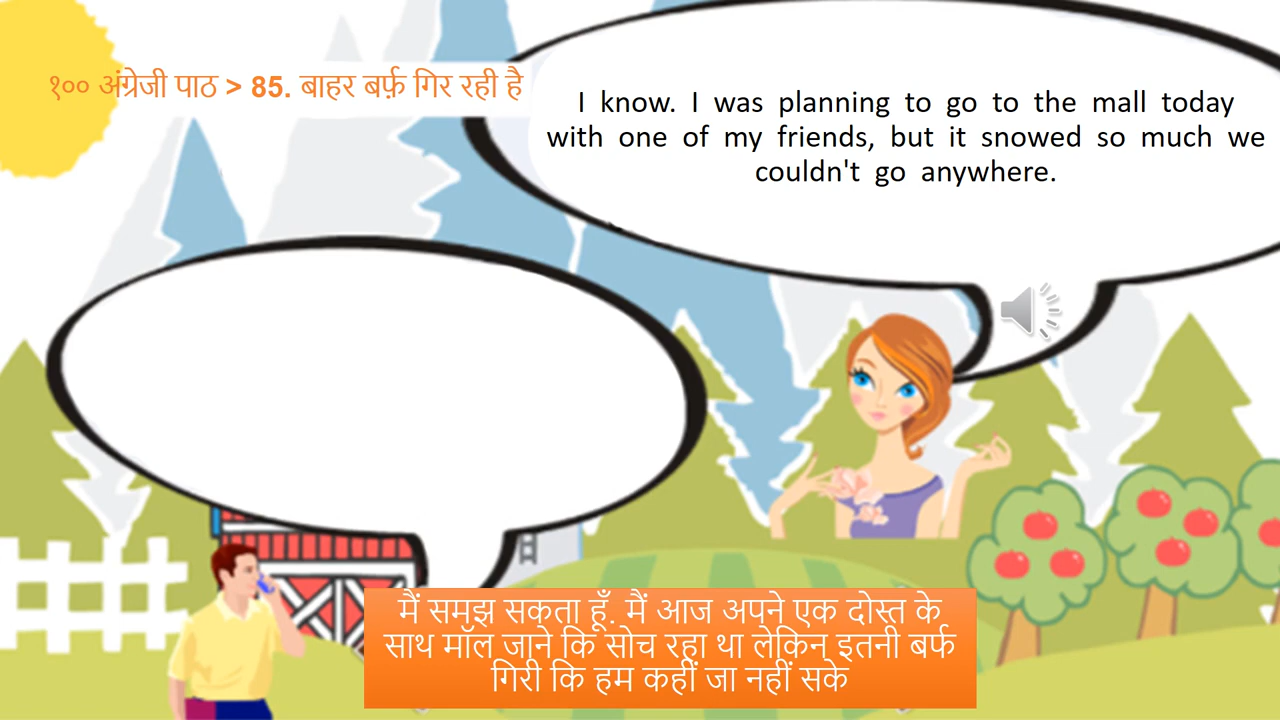 १०० अंग्रेजी पाठ > 85. बाहर बर्फ़ गिर रही है
I know. I was planning to go to the mall today
with one of my friends, but it snowed so much we
couldn't go anywhere.
मैं समझ सकता हूँ. मैं आज अपने एक दोस्त के
साथ मॉल जाने कि सोच रहा था लेकिन इतनी बर्फ
गिरी कि हम कहीं जा नहीं सके